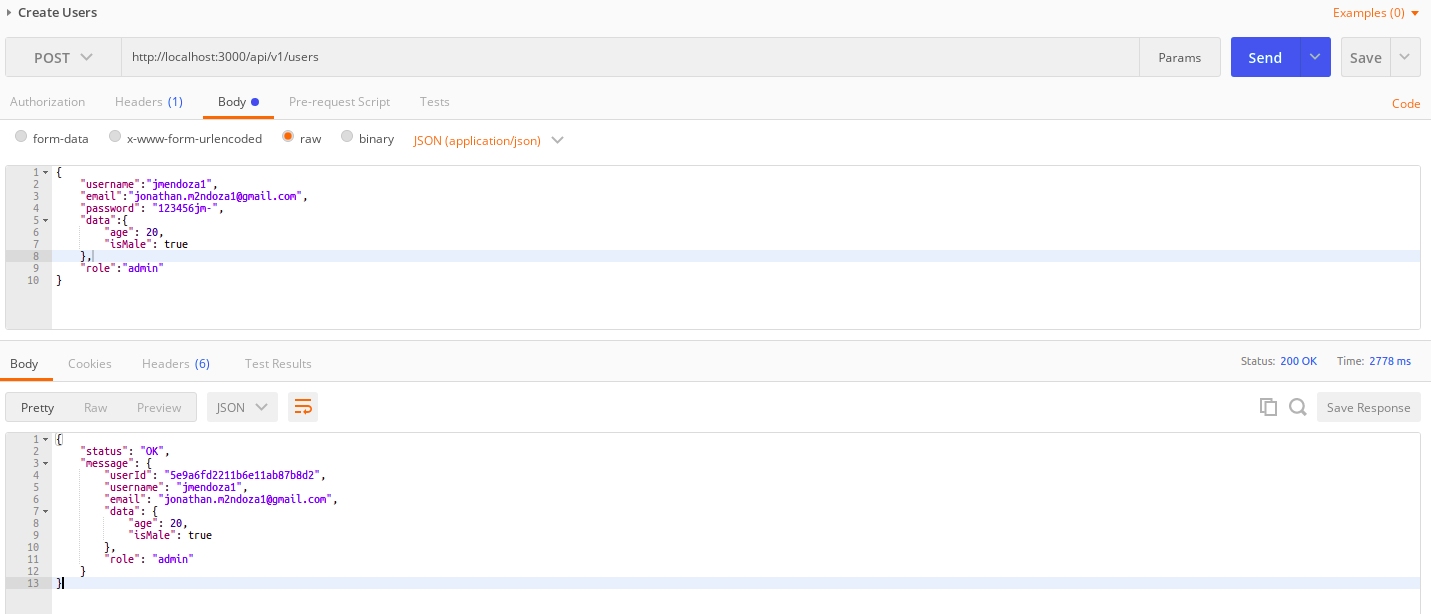 Create Users Examples (0)
POST http://localhost:3000/api/v1/users Params Send Save
Authorization Headers (1) Body Pre-request Script Tests Code
form-data x-www-form-urlencoded raw binary JSON (application/json)
1 {
2 "username":"jmendoza1",
3 "email":"jonathan.m2ndoza1@gmail.com",
4 "password": "123456jm-",
5 "data":{
6 "age": 20,
7 "isMale": true
8 },
9 "role":"admin"
10 }
Body Cookies Headers (6) Test Results Status: 200 OK Time: 2778 ms
Pretty Raw Preview JSON Save Response
1 {
2 "status": "OK",
3 "message": {
4 "userId": "5e9a6fd2211b6e11ab87b8d2",
5 "username": "jmendoza1",
6 "email": "jonathan.m2ndoza1@gmail.com",
7 "data": {
8 "age": 20,
9 "isMale": true
10 },
11 "role": "admin"
12 }
13 }